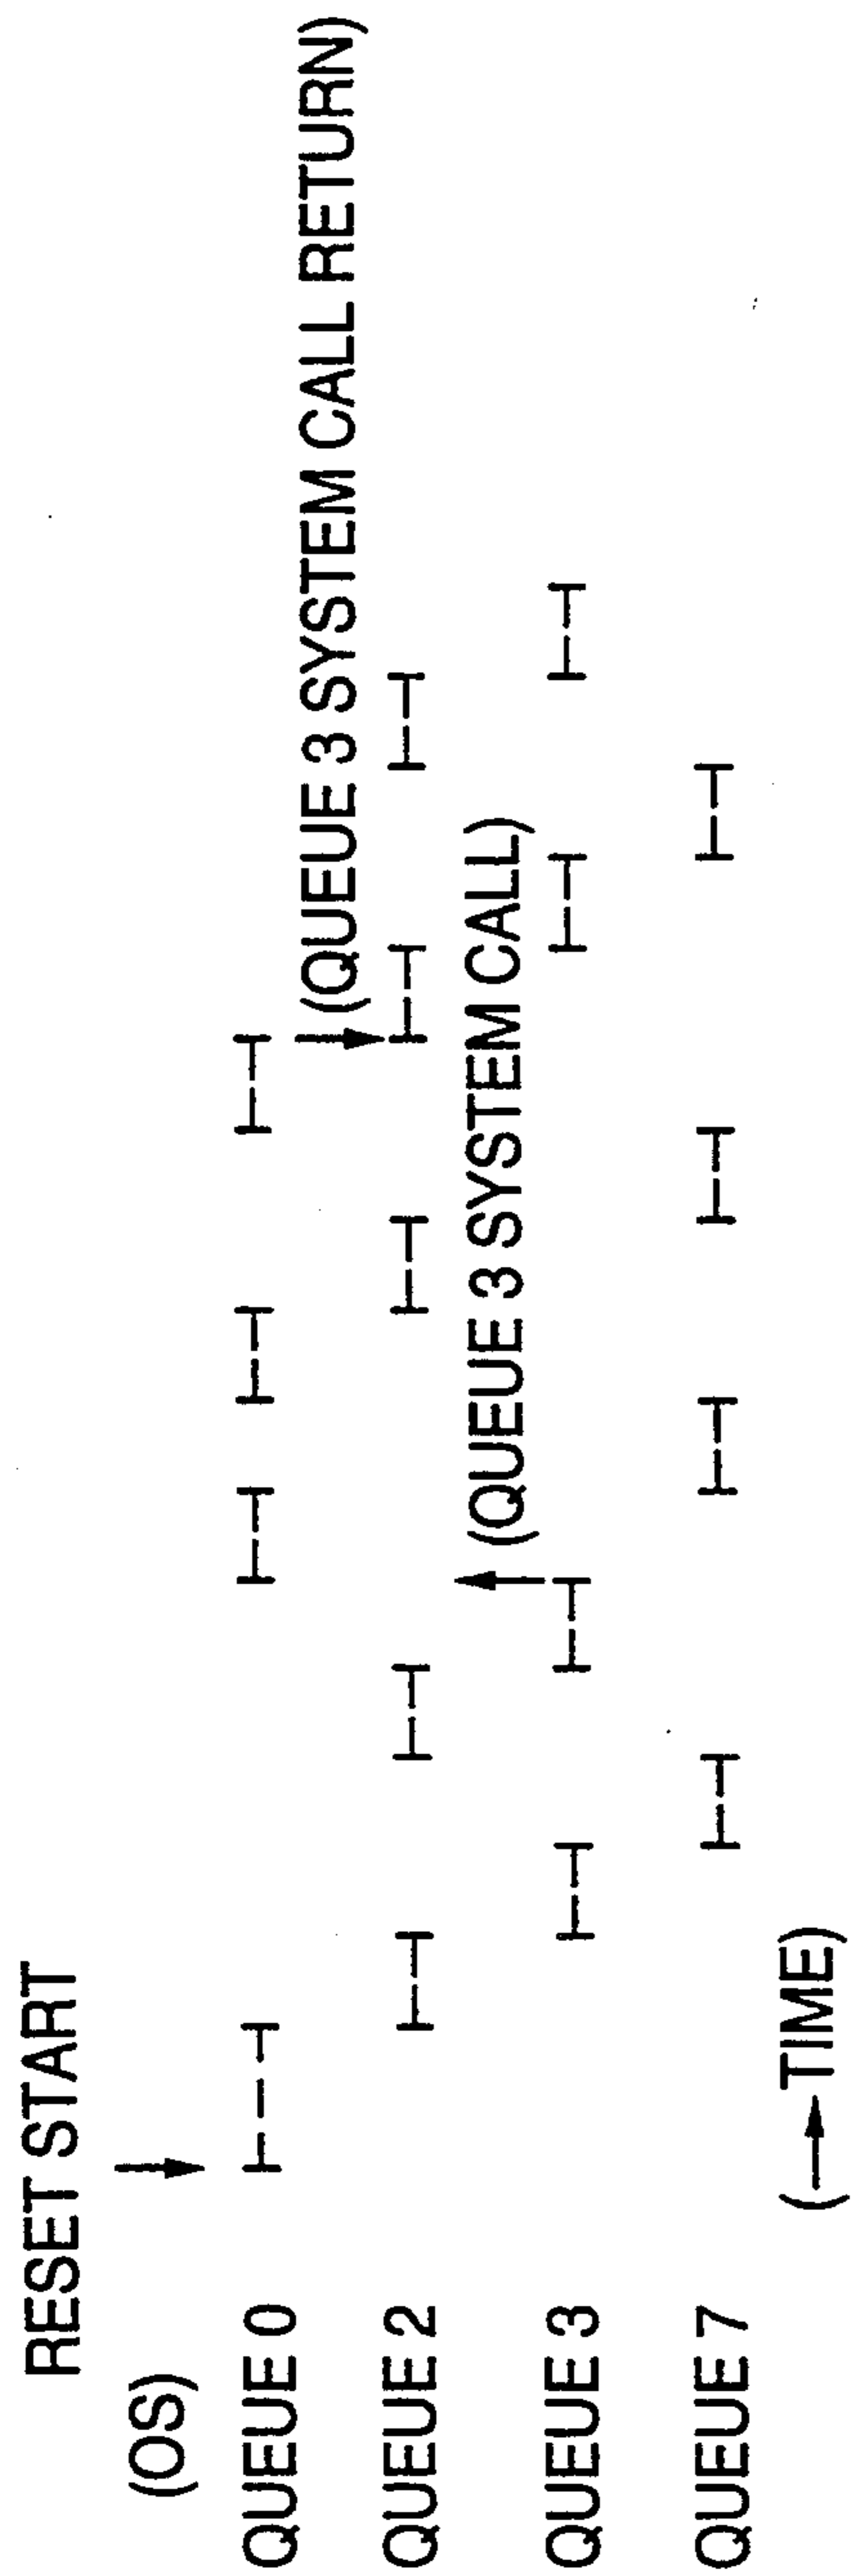 RESET START
(OS)
QUEUE 0
(QUEUE 3 SYSTEM CALL RETURN)
QUEUE 2
(QUEUE 3 SYSTEM CALL)
QUEUE 3
QUEUE 7
(→TIME)